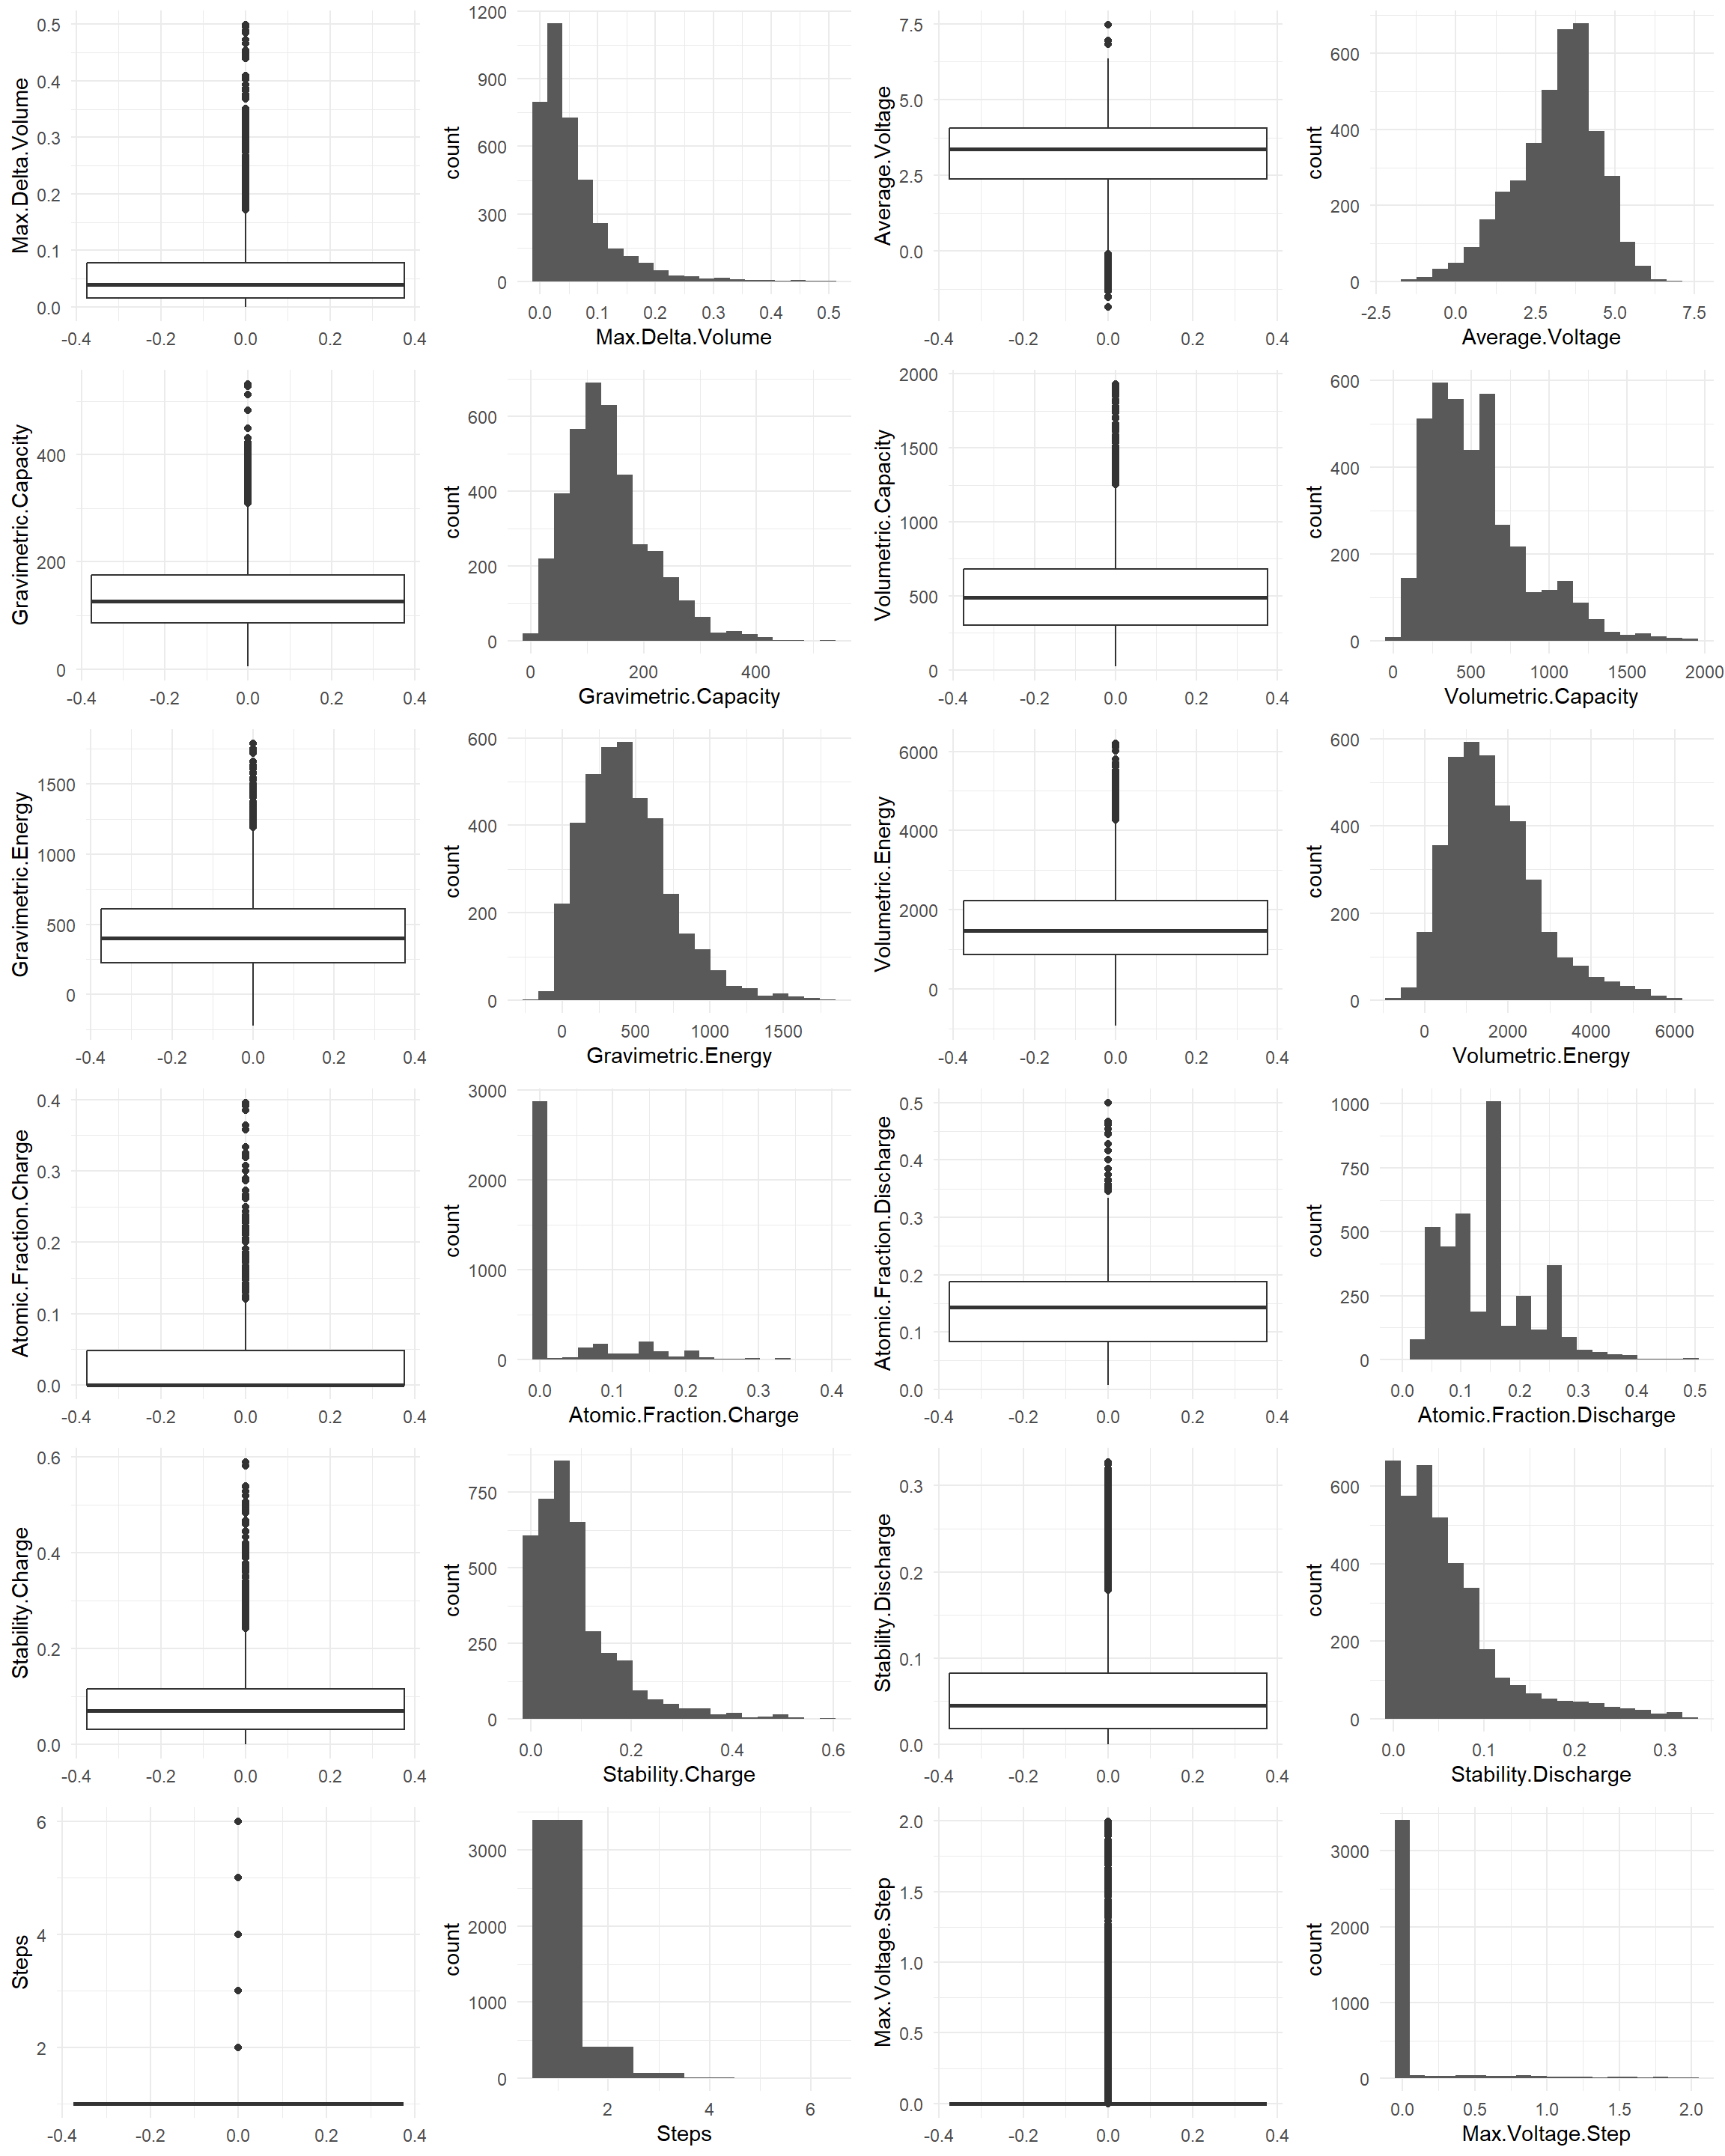 Max.Delta.Volume
0.5
0.4
0.3
0.2
0.1
0.0
-0.4 -0.2 0.0 0.2 0.4
count
1200
900
600
300
0
0.0 0.1 0.2 0.3 0.4 0.5
Max.Delta.Volume
Average.Voltage
7.5
5.0
2.5
0.0
-0.4 -0.2 0.0 0.2 0.4
count
600
400
200
0
-2.5 0.0 2.5 5.0 7.5
Average.Voltage
Gravimetric.Capacity
400
200
0
-0.4 -0.2 0.0 0.2 0.4
count
600
400
200
0
0 200 400
Gravimetric.Capacity
Volumetric.Capacity
2000
1500
1000
500
0
-0.4 -0.2 0.0 0.2 0.4
count
600
400
200
0
0 500 1000 1500 2000
Volumetric.Capacity
Gravimetric.Energy
1500
1000
500
0
-0.4 -0.2 0.0 0.2 0.4
count
600
400
200
0
0 500 1000 1500
Gravimetric.Energy
Volumetric.Energy
6000
4000
2000
0
-0.4 -0.2 0.0 0.2 0.4
count
600
400
200
0
0 2000 4000 6000
Volumetric.Energy
Atomic.Fraction.Charge
0.4
0.3
0.2
0.1
0.0
-0.4 -0.2 0.0 0.2 0.4
count
3000
2000
1000
0
0.0 0.1 0.2 0.3 0.4
Atomic.Fraction.Charge
Atomic.Fraction.Discharge
0.5
0.4
0.3
0.2
0.1
0.0
-0.4 -0.2 0.0 0.2 0.4
count
1000
750
500
250
0
0.0 0.1 0.2 0.3 0.4 0.5
Atomic.Fraction.Discharge
Stability.Charge
0.6
0.4
0.2
0.0
-0.4 -0.2 0.0 0.2 0.4
count
750
500
250
0
0.0 0.2 0.4 0.6
Stability.Charge
Stability.Discharge
0.3
0.2
0.1
0.0
-0.4 -0.2 0.0 0.2 0.4
count
600
400
200
0
0.0 0.1 0.2 0.3
Stability.Discharge
Steps
6
4
2
-0.4 -0.2 0.0 0.2 0.4
count
3000
2000
1000
0
2 4 6
Steps
Max.Voltage.Step
2.0
1.5
1.0
0.5
0.0
-0.4 -0.2 0.0 0.2 0.4
count
3000
2000
1000
0
0.0 0.5 1.0 1.5 2.0
Max.Voltage.Step